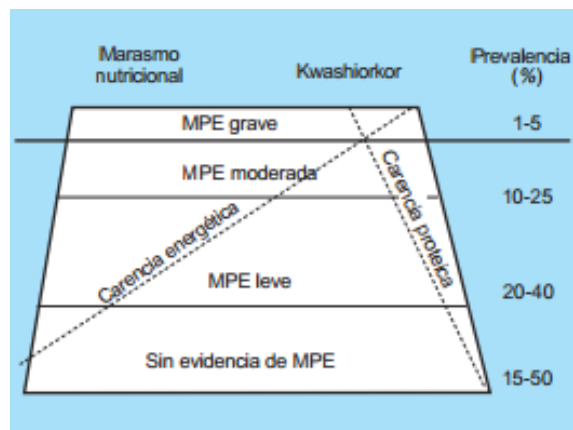 Marasmo
nutricional
Kwashiorkor
Prevalencia
(%)
MPE grave
1-5
MPE moderada
10-25
Carencia energética
Carencia proteica
MPE leve
20-40
Sin evidencia de MPE
15-50